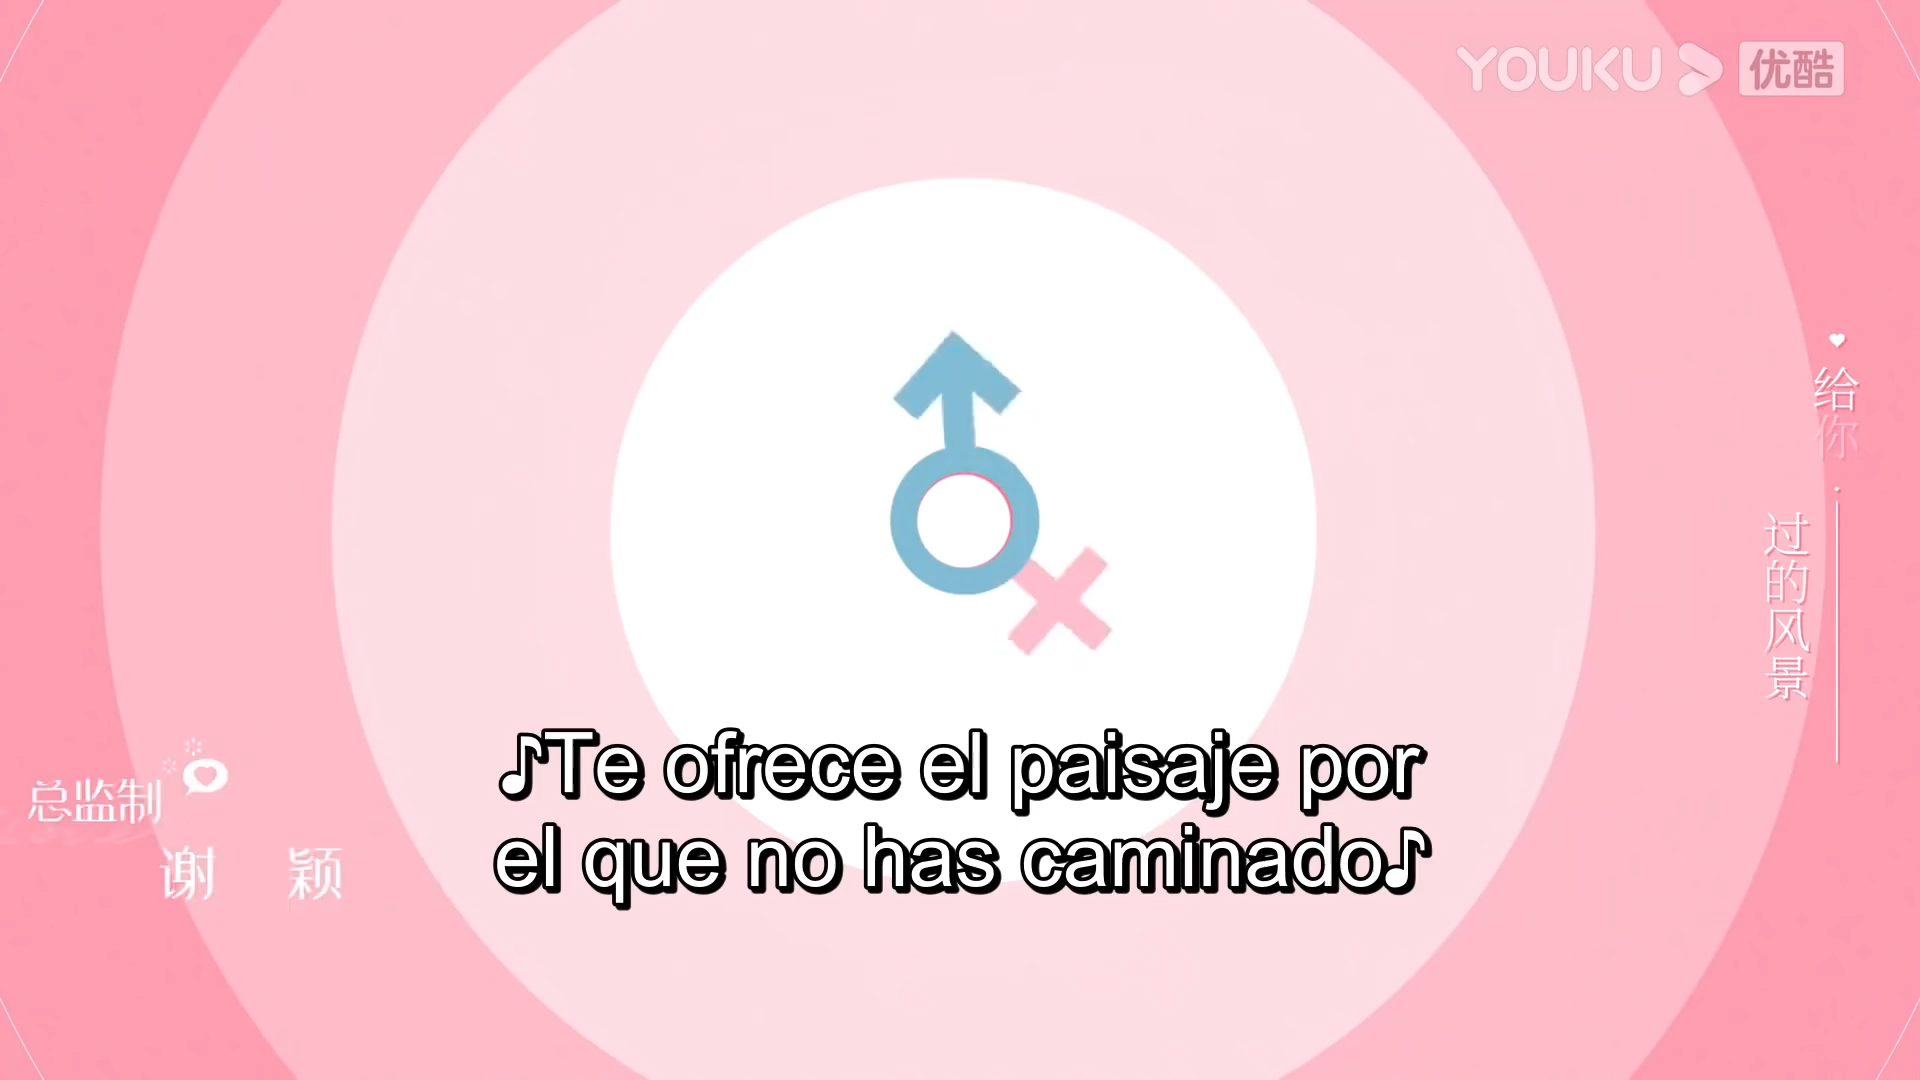 YOUKU 优酷
给你
过的风景
总监制
谢 颖
♪Te ofrece el paisaje por
el que no has caminado♪